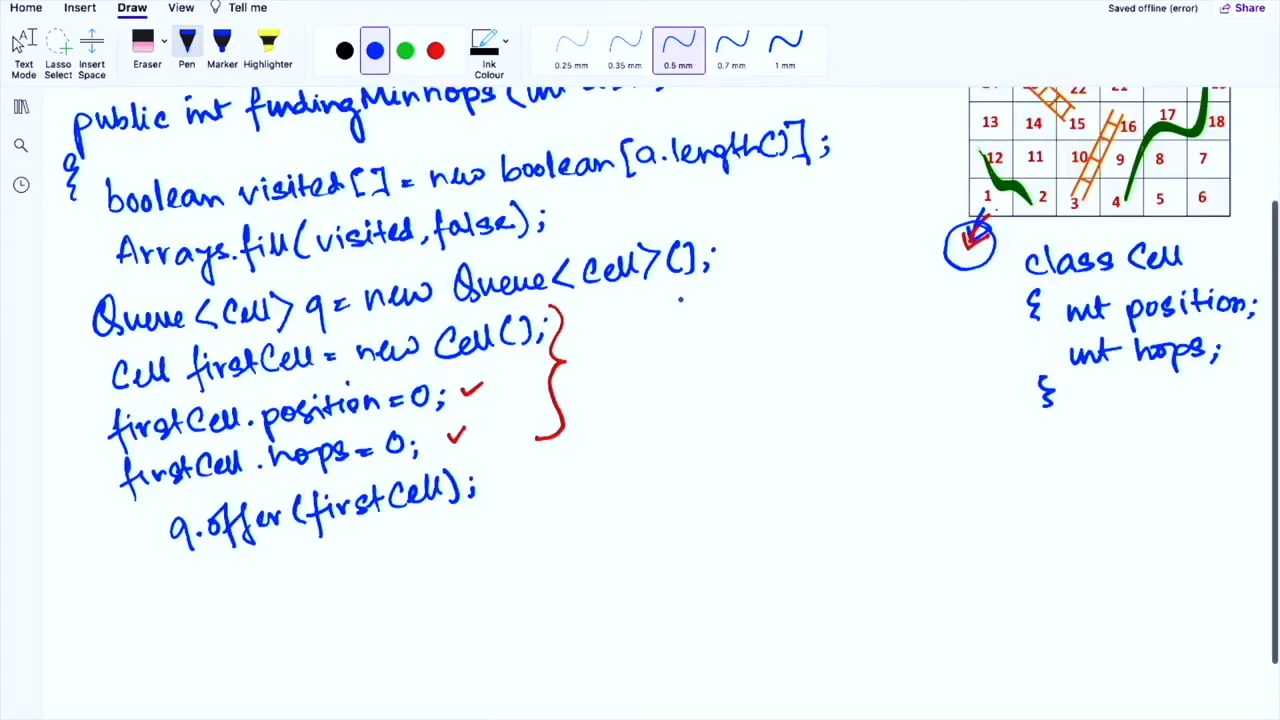 Home Insert Draw View Tell me
Saved offline (error) Share
Text Mode Lasso Select Insert Space Eraser Pen Marker Highlighter Ink Colour 0.25 mm 0.35 mm 0.5 mm 0.7 mm 1 mm
public int findingMinhops (int
{ boolean visited[] = new boolean[a.length()];
Arrays.fill(visited, false);
Queue <Cell> q = new Queue<Cell>();
Cell firstCell = new Cell();
firstCell.position = 0;
firstCell.hops = 0;
q.offer(firstCell);
22
13 14 15 16 17 18
12 11 10 9 8 7
1 2 3 4 5 6
class Cell
{ int position;
int hops;
}